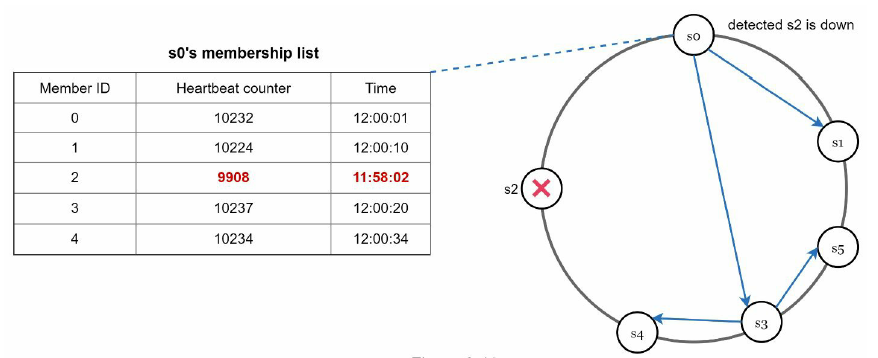 s0's membership list
Member ID Heartbeat counter Time
0 10232 12:00:01
1 10224 12:00:10
2 9908 11:58:02
3 10237 12:00:20
4 10234 12:00:34
detected s2 is down
s0
s1
s2
s5
s3
s4